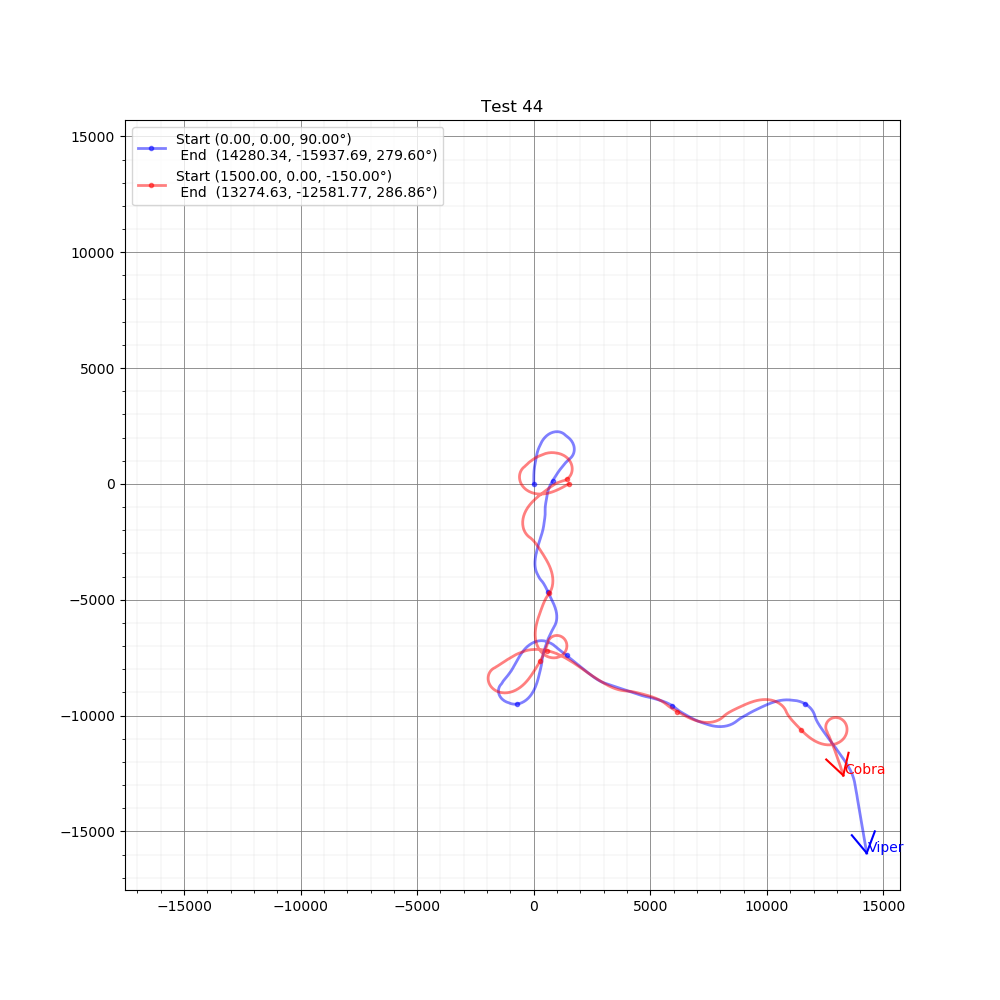 Test 44
Start (0.00, 0.00, 90.00°)
End  (14280.34, -15937.69, 279.60°)
Start (1500.00, 0.00, -150.00°)
End  (13274.63, -12581.77, 286.86°)
15000
10000
5000
0
−5000
−10000
−15000
Cobra
Viper
−15000 −10000 −5000 0 5000 10000 15000